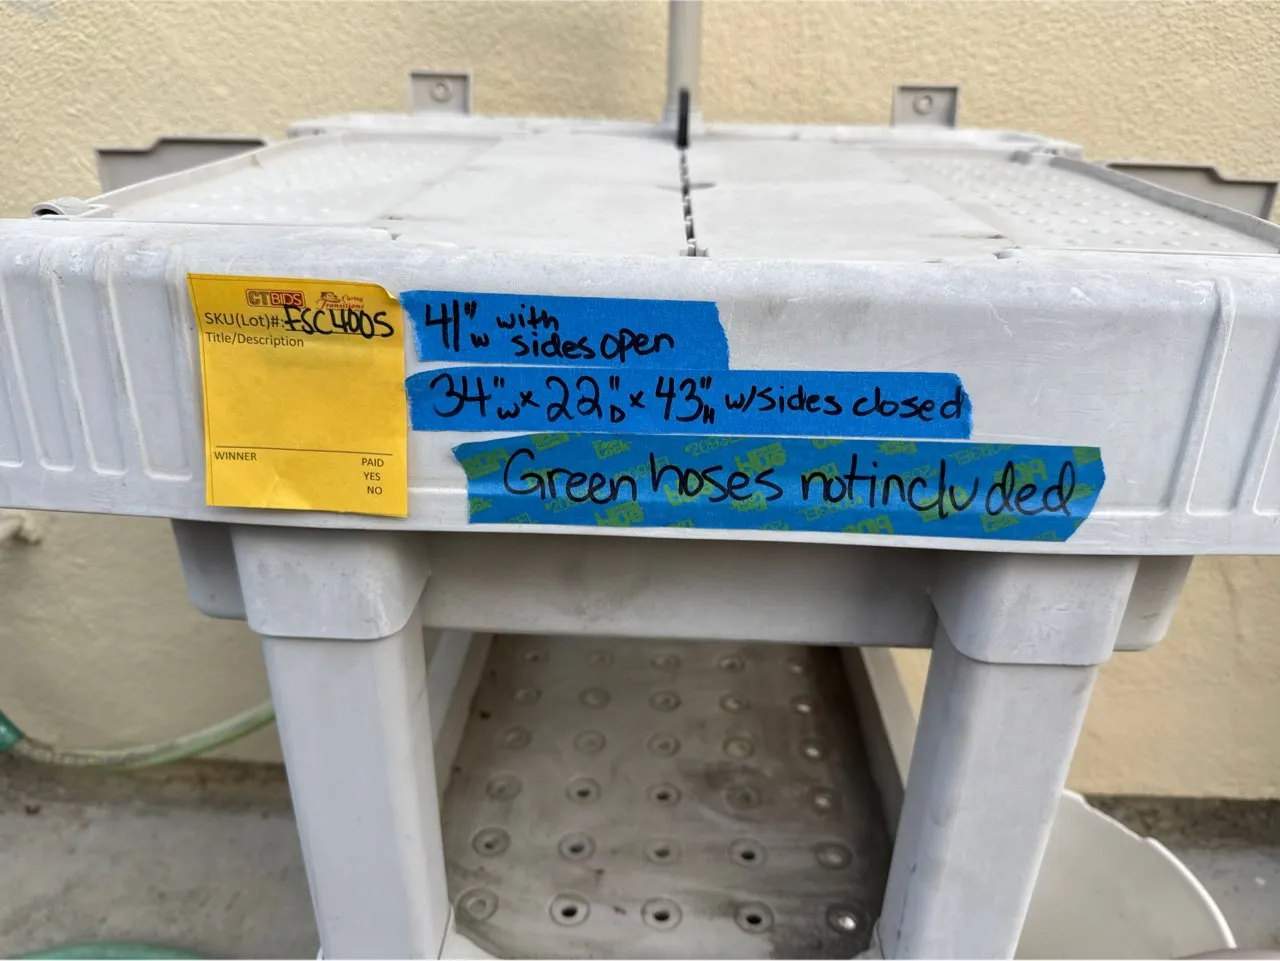 CTBIDS Caring Transitions
SKU(Lot)#: FSC4005
Title/Description
WINNER
PAID
YES
NO
41" W with
sides open
34" W x 22" D x 43" H w/sides closed
Green hoses not included